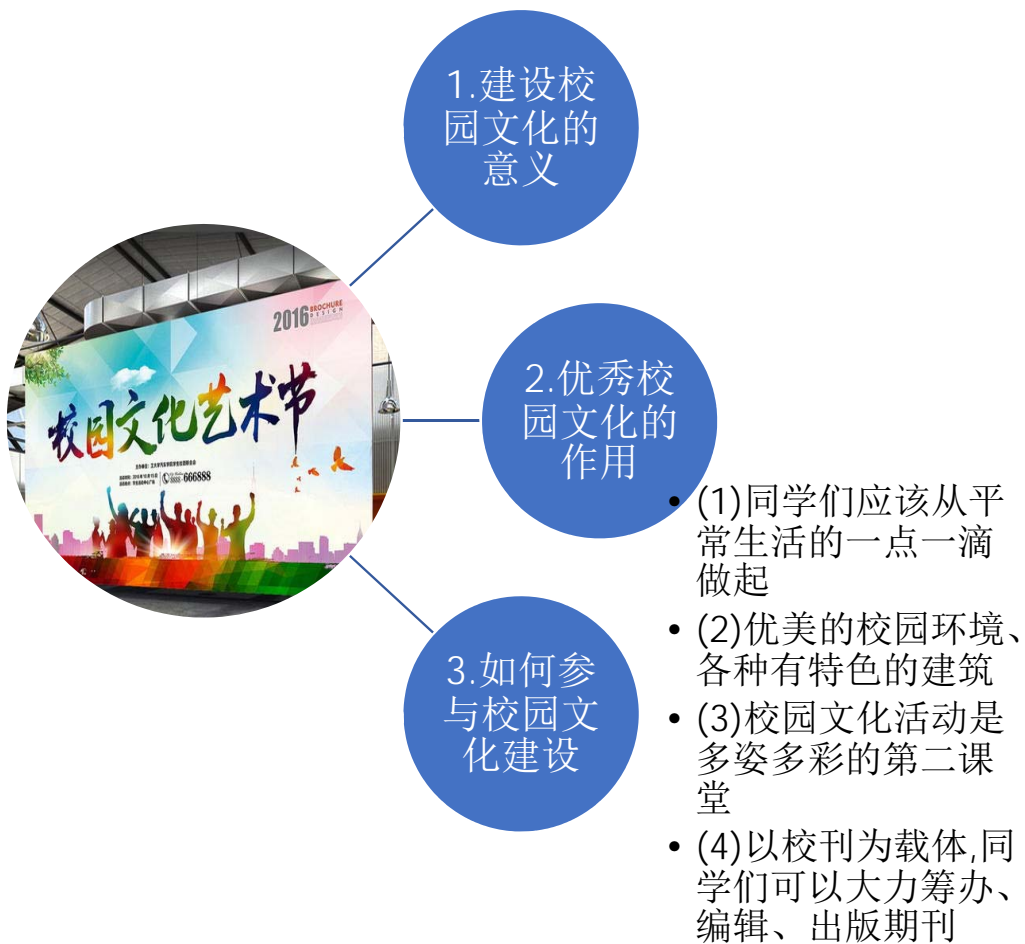 1.建设校
园文化的
意义
2016 BROCHURE
DESIGN
校园文化艺术节
666888
2.优秀校
园文化的
作用
3.如何参
与校园文
化建设
• (1)同学们应该从平
常生活的一点一滴
做起
• (2)优美的校园环境、
各种有特色的建筑
• (3)校园文化活动是
多姿多彩的第二课
堂
• (4)以校刊为载体,同
学们可以大力筹办、
编辑、出版期刊